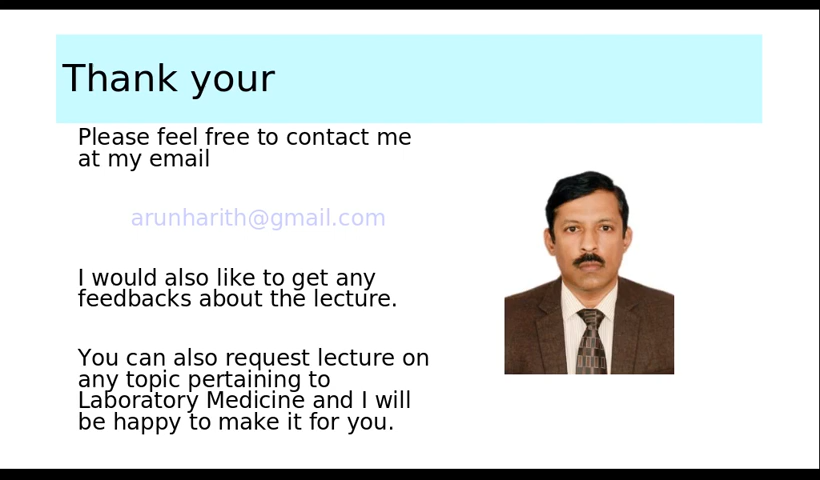 Thank your
Please feel free to contact me
at my email
arunharith@gmail.com
I would also like to get any
feedbacks about the lecture.
You can also request lecture on
any topic pertaining to
Laboratory Medicine and I will
be happy to make it for you.